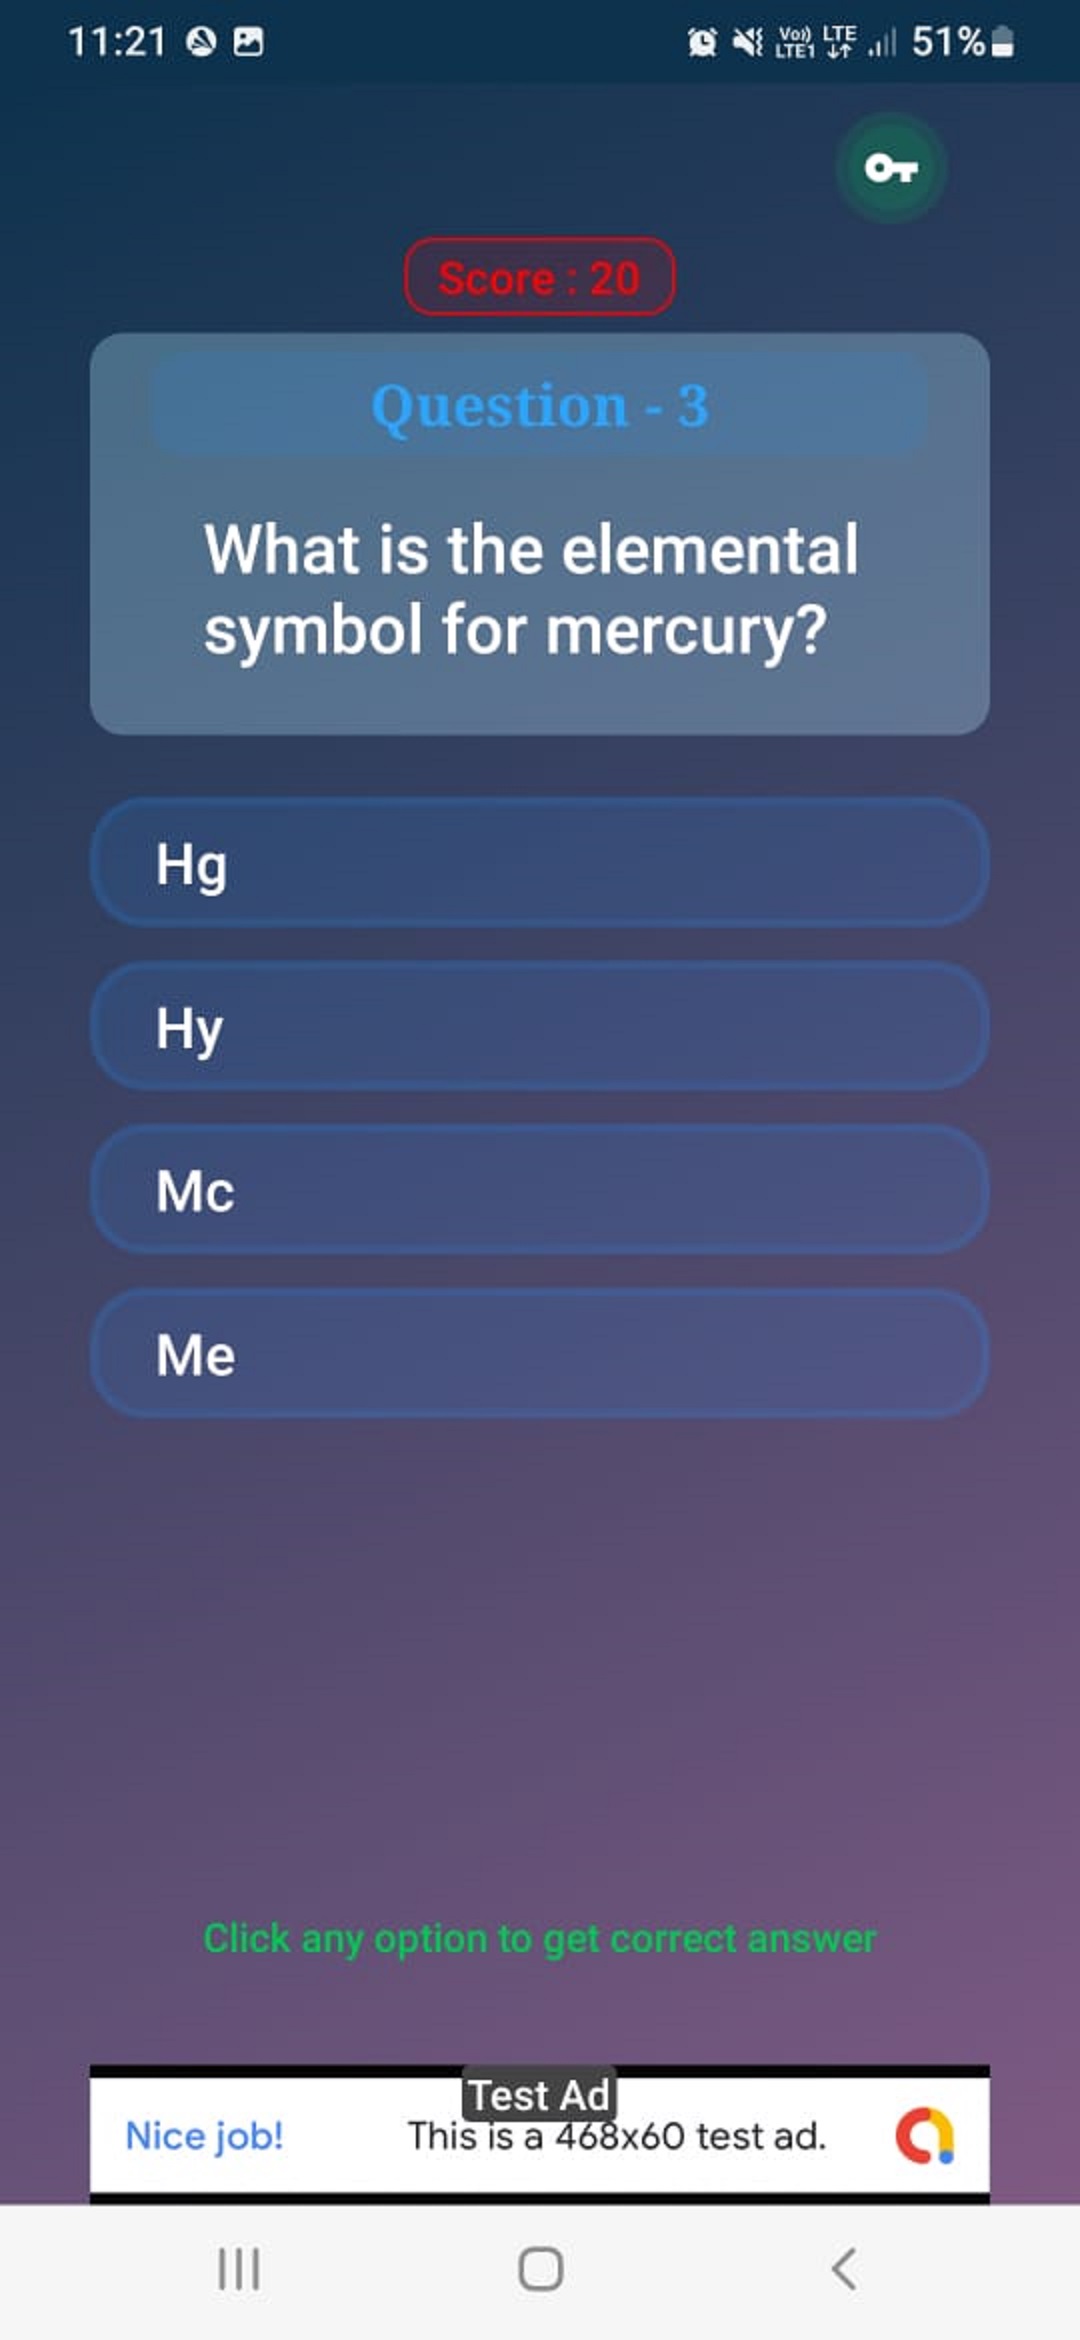 11:21 Vo)) LTE1 LTE 51%
Score : 20
Question - 3
What is the elemental
symbol for mercury?
Hg
Hy
Mc
Me
Click any option to get correct answer
Test Ad
Nice job! This is a 468x60 test ad.